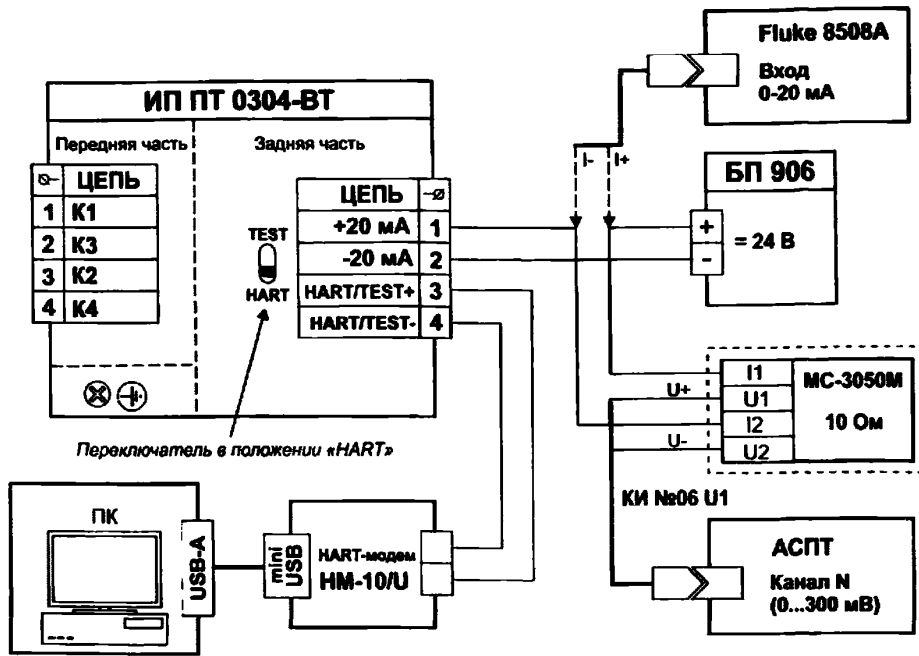 ИП ПТ 0304-ВТ
Передняя часть
Задняя часть
ЦЕПЬ
1 К1
2 К3
3 К2
4 К4
TEST
HART
ЦЕПЬ
+20 мА 1
-20 мА 2
HART/TEST+ 3
HART/TEST- 4
Переключатель в положении «HART»
Fluke 8508A
Вход
0-20 мА
I-
I+
БП 906
+
-
= 24 В
I1
U1
I2
U2
МС-3050М
10 Ом
U+
U-
КИ №06 U1
АСПТ
Канал N
(0...300 мВ)
ПК
USB-A
mini
USB
HART-модем
НМ-10/U